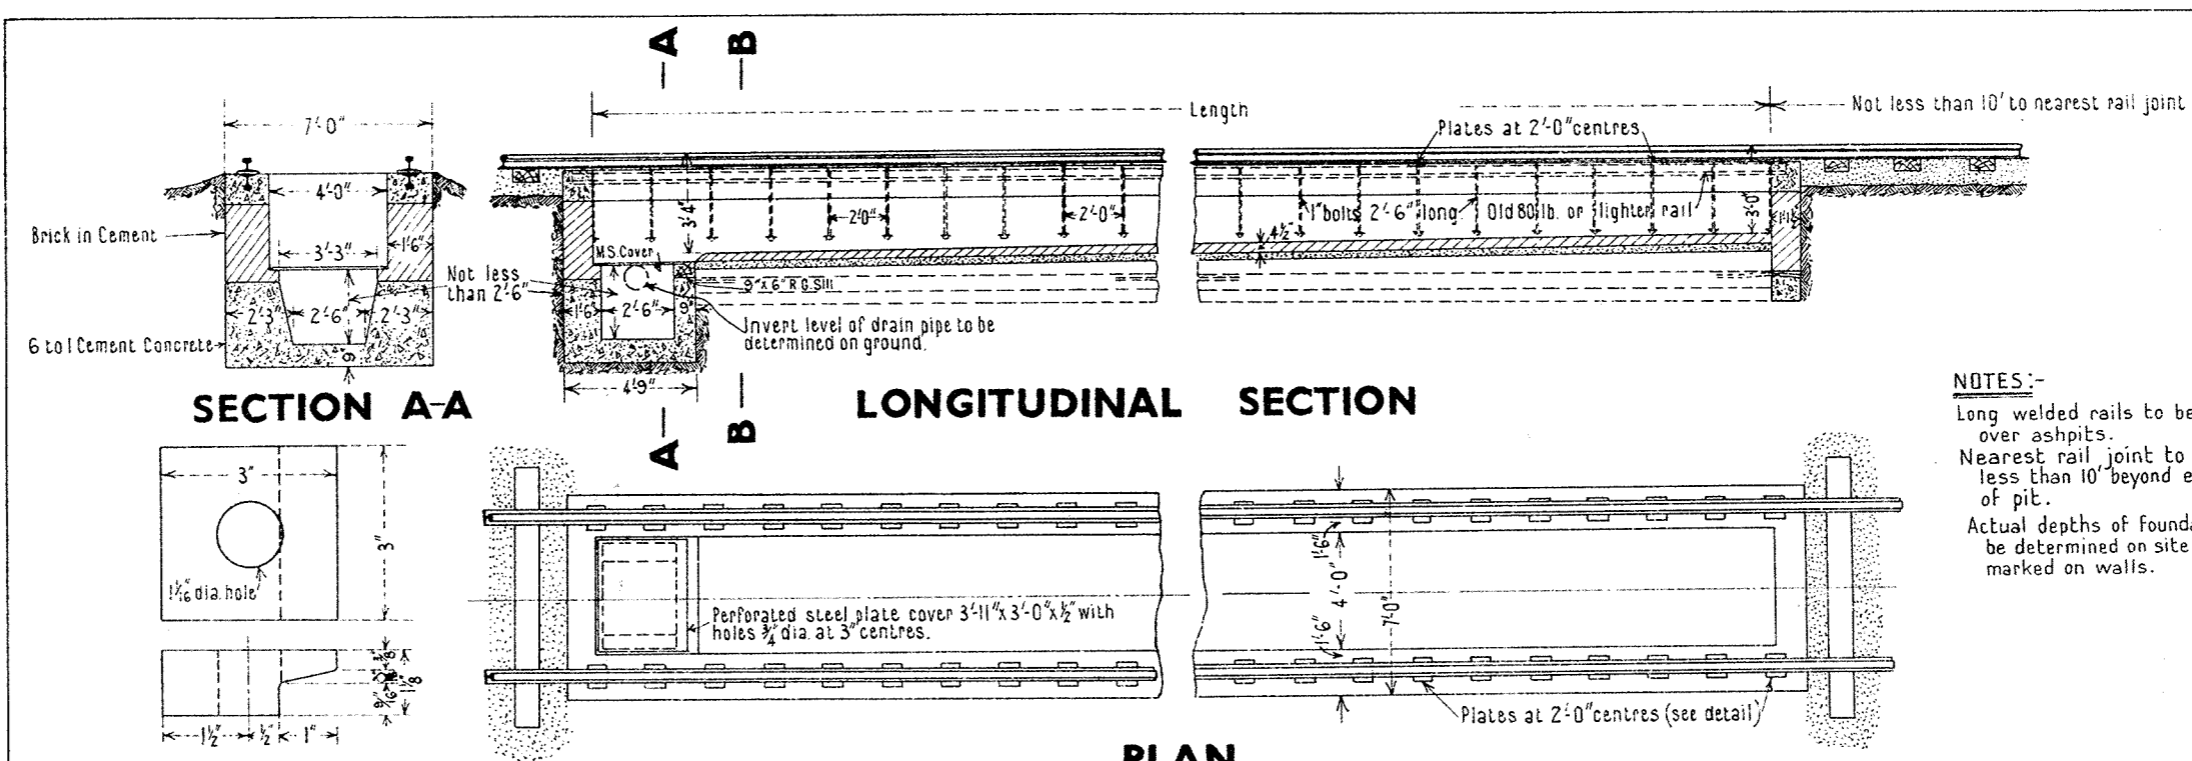 A
B
7'-0"
4'-0"
3'-3"
1'-6"
Brick in Cement
Not less
than 2'-6"
2'-3"
2'-6"
2'-3"
6 to 1 Cement Concrete
9"
SECTION A-A
Length
Not less than 10' to nearest rail joint
Plates at 2'-0" centres
2'-0"
2'-0"
3'-4"
1" bolts 2'-6" long.
Old 80 lb. or lighter rail
3'-0"
4½"
M.S. Cover
9" x 6" R.G. Sill
1'-6"
2'-6"
9"
Invert level of drain pipe to be
determined on ground.
4'-9"
LONGITUDINAL SECTION
A
B
NOTES:-
Long welded rails to be
over ashpits.
Nearest rail joint to
less than 10' beyond e
of pit.
Actual depths of founda
be determined on site
marked on walls.
3"
3"
1 1/16 dia. hole
9/16"
1 1/8"
1½"
½"
1"
Perforated steel plate cover 3'-11" x 3'-0" x ½" with
holes ¾ dia. at 3" centres.
1'-6"
4'-0"
1'-6"
7'-0"
Plates at 2'-0" centres (see detail)
PLAN